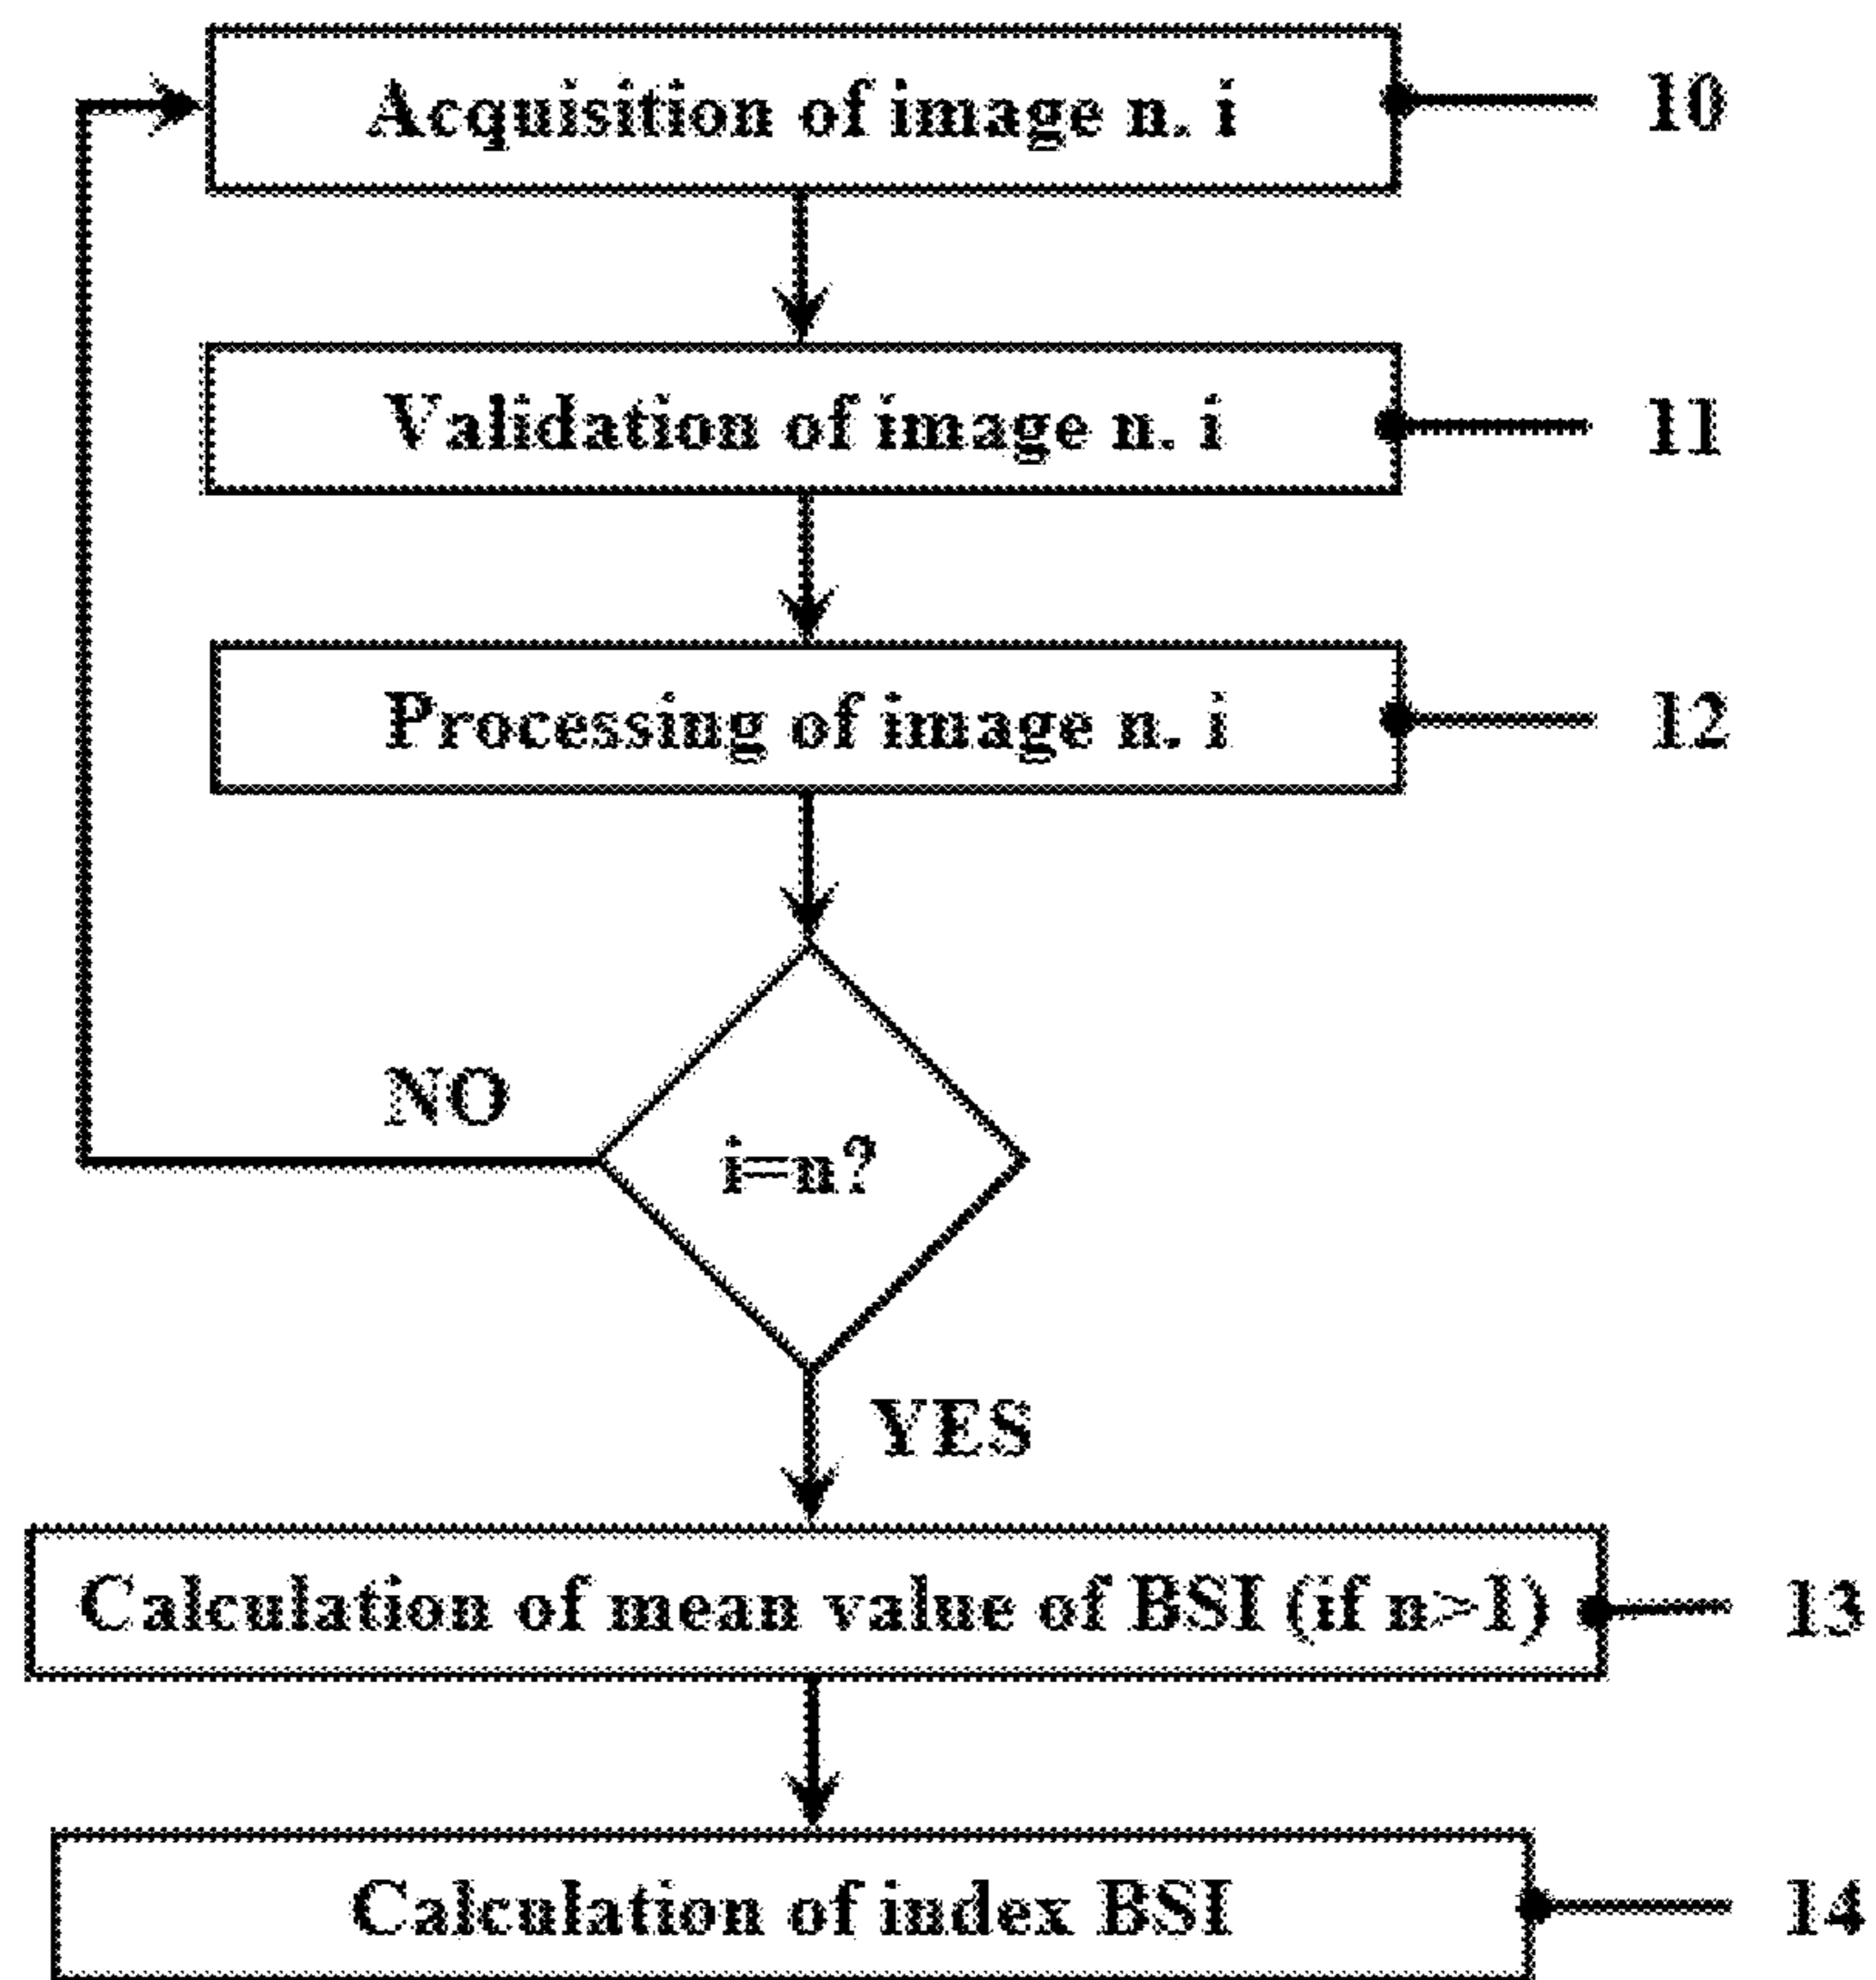 Acquisition of image n. i
10
Validation of image n. i
11
Processing of image n. i
12
NO
i=n?
YES
Calculation of mean value of BSI (if n>1)
13
Calculation of index BSI
14